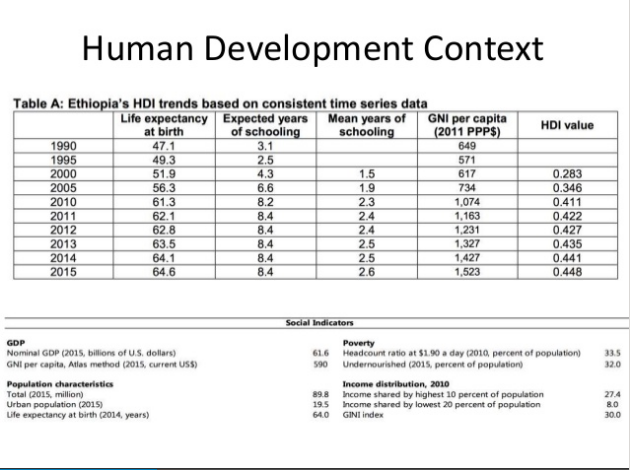 Human Development Context
Table A: Ethiopia's HDI trends based on consistent time series data
Life expectancy at birth Expected years of schooling Mean years of schooling GNI per capita (2011 PPP$) HDI value
1990 47.1 3.1 649
1995 49.3 2.5 571
2000 51.9 4.3 1.5 617 0.283
2005 56.3 6.6 1.9 734 0.346
2010 61.3 8.2 2.3 1,074 0.411
2011 62.1 8.4 2.4 1,163 0.422
2012 62.8 8.4 2.4 1,231 0.427
2013 63.5 8.4 2.5 1,327 0.435
2014 64.1 8.4 2.5 1,427 0.441
2015 64.6 8.4 2.6 1,523 0.448
Social Indicators
GDP Poverty
Nominal GDP (2015, billions of U.S. dollars) 61.6 Headcount ratio at $1.90 a day (2010, percent of population) 33.5
GNI per capita, Atlas method (2015, current US$) 590 Undernourished (2015, percent of population) 32.0
Population characteristics Income distribution, 2010
Total (2015, million) 89.8 Income shared by highest 10 percent of population 27.4
Urban population (2015) 19.5 Income shared by lowest 20 percent of population 8.0
Life expectancy at birth (2014, years) 64.0 GINI index 30.0